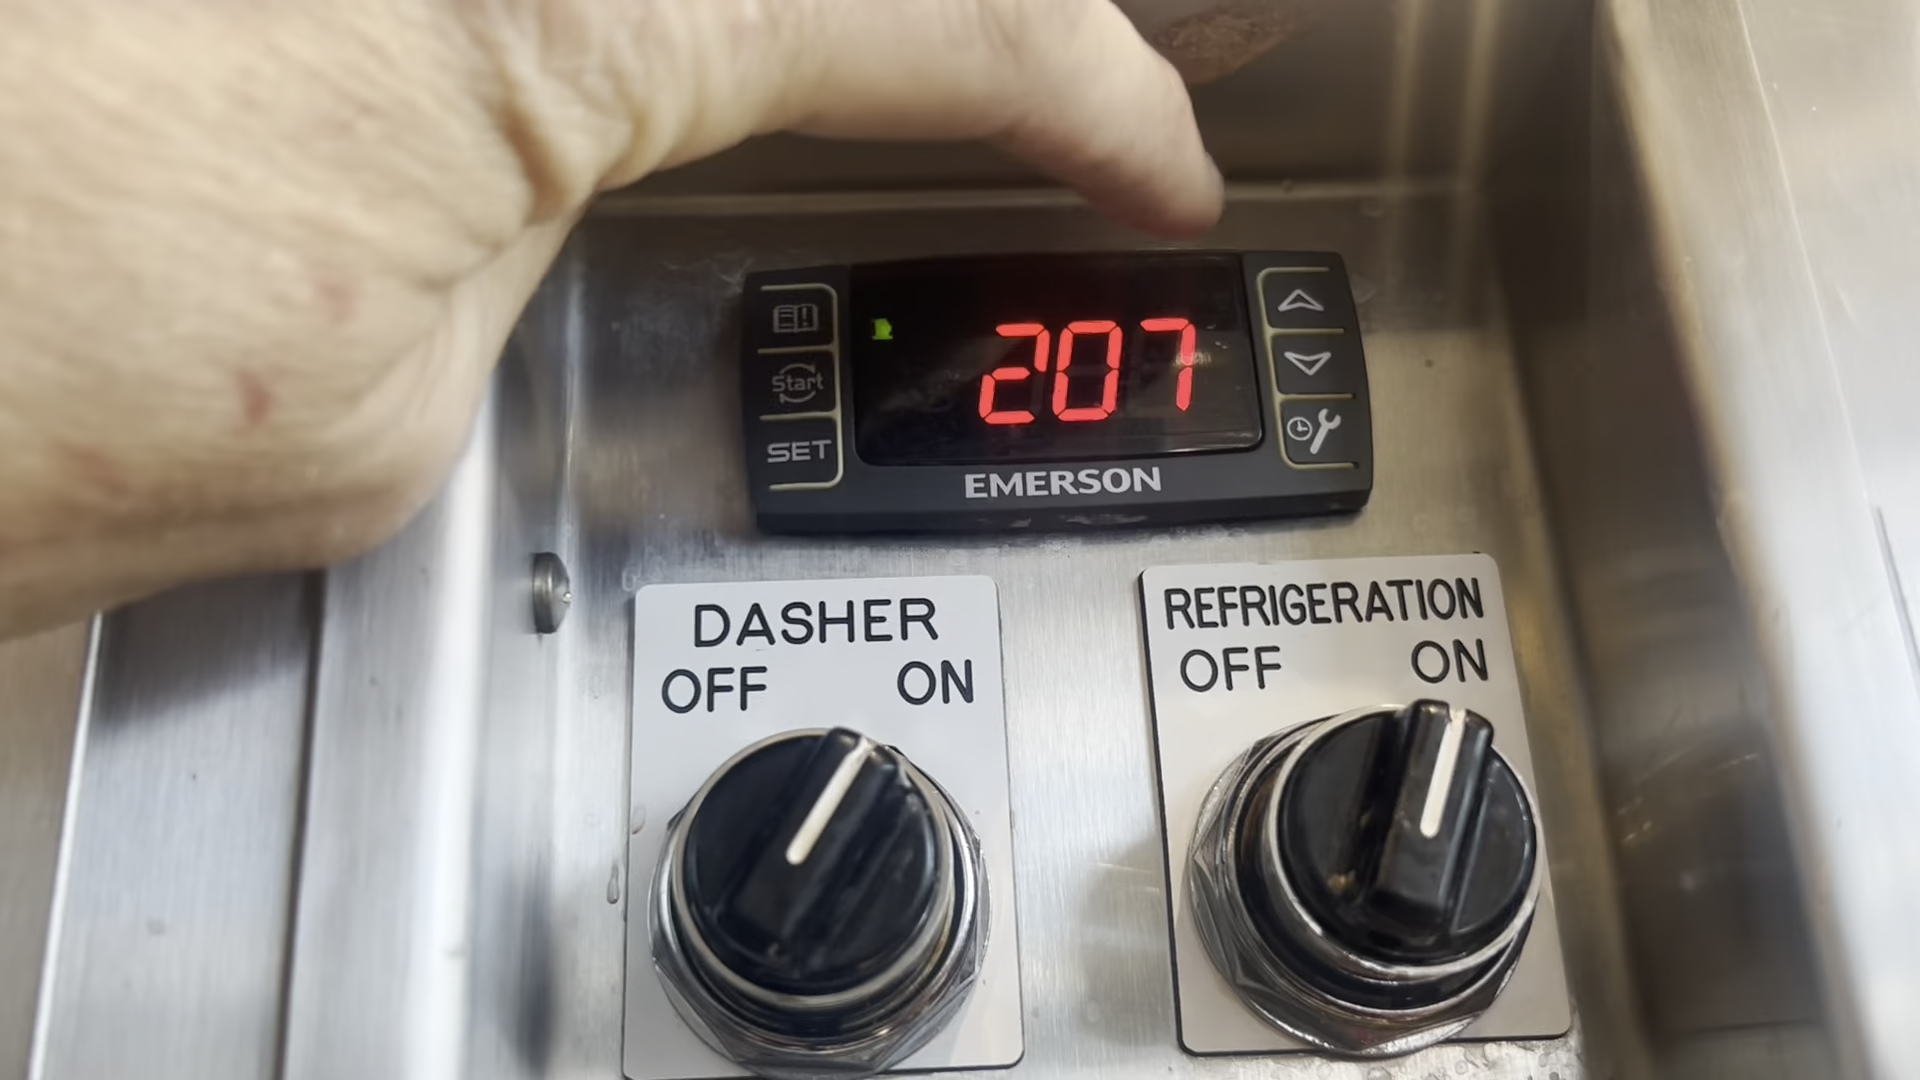 207
Start
SET
EMERSON
DASHER
OFF ON
REFRIGERATION
OFF ON